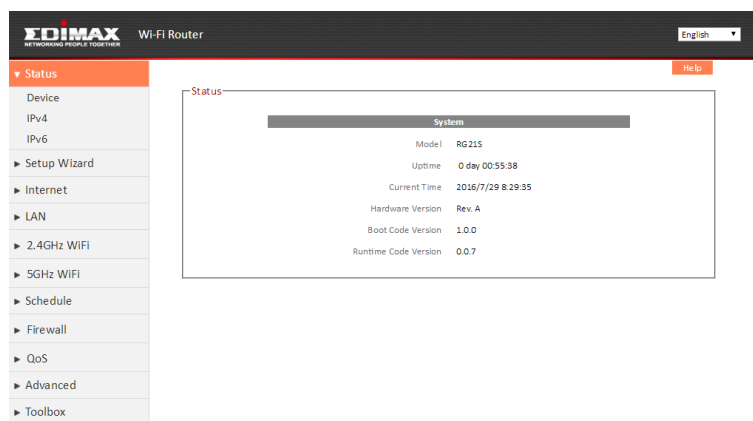 EDIMAX
NETWORKING PEOPLE TOGETHER
Wi-Fi Router
English
Status
Device
IPv4
IPv6
Setup Wizard
Internet
LAN
2.4GHz WiFi
5GHz WiFi
Schedule
Firewall
QoS
Advanced
Toolbox
Help
Status
System
Model RG21S
Uptime 0 day 00:55:38
Current Time 2016/7/29 8:29:35
Hardware Version Rev. A
Boot Code Version 1.0.0
Runtime Code Version 0.0.7